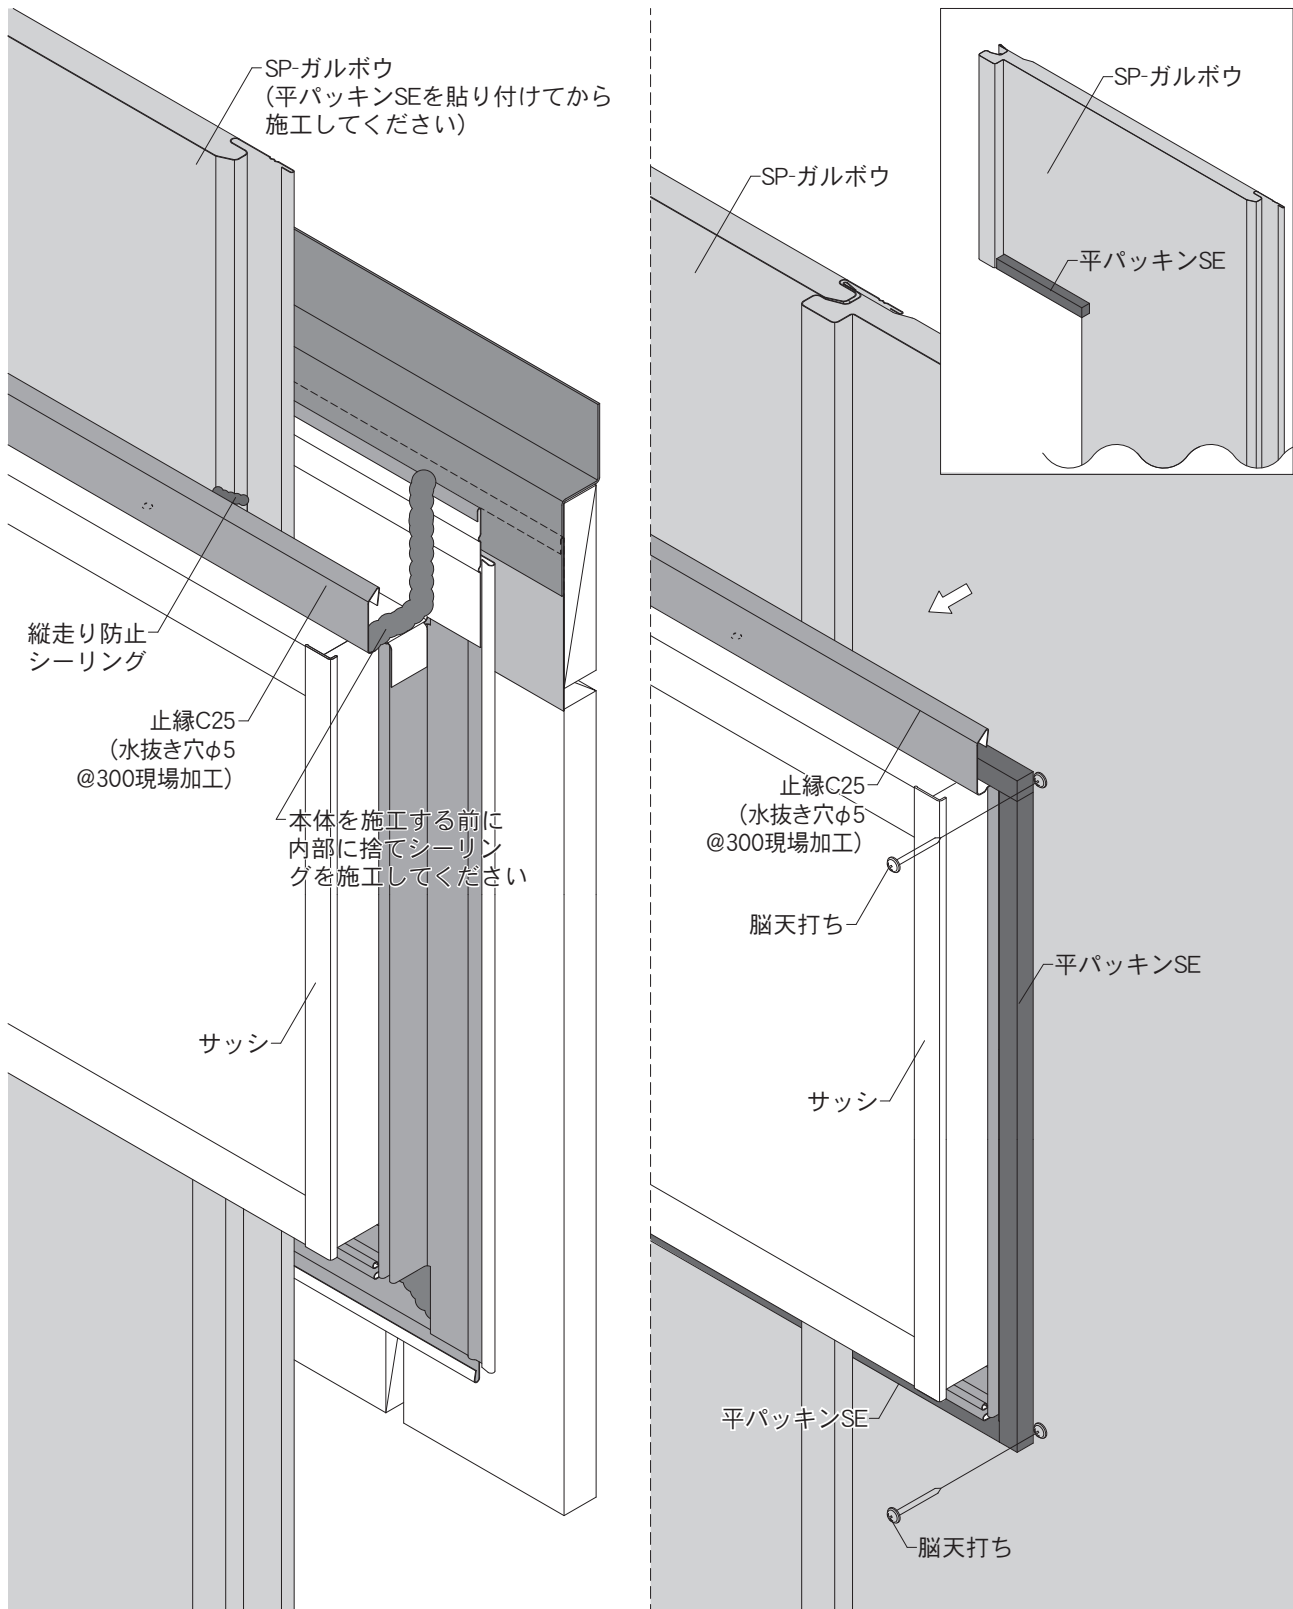 SP-ガルボウ
(平パッキンSEを貼り付けてから
施工してください)
縦走り防止
シーリング
止縁C25
(水抜き穴φ5
@300現場加工)
本体を施工する前に
内部に捨てシーリン
グを施工してください
サッシ
SP-ガルボウ
止縁C25
(水抜き穴φ5
@300現場加工)
脳天打ち
平パッキンSE
サッシ
平パッキンSE
脳天打ち
SP-ガルボウ
平パッキンSE